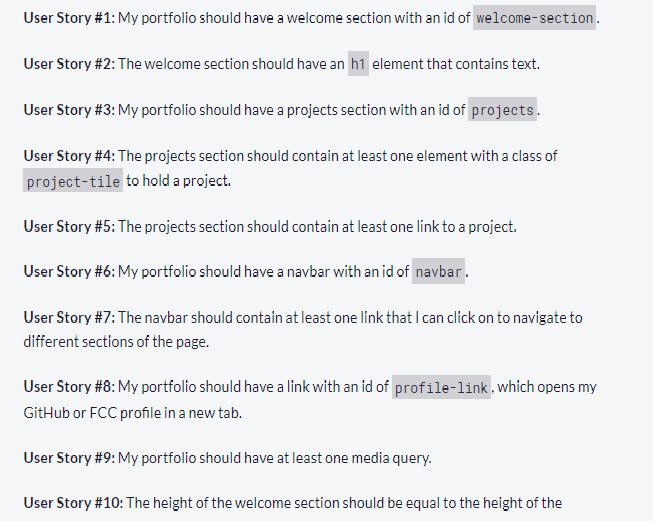 User Story #1: My portfolio should have a welcome section with an id of welcome-section.
User Story #2: The welcome section should have an h1 element that contains text.
User Story #3: My portfolio should have a projects section with an id of projects.
User Story #4: The projects section should contain at least one element with a class of
project-tile to hold a project.
User Story #5: The projects section should contain at least one link to a project.
User Story #6: My portfolio should have a navbar with an id of navbar.
User Story #7: The navbar should contain at least one link that I can click on to navigate to
different sections of the page.
User Story #8: My portfolio should have a link with an id of profile-link, which opens my
GitHub or FCC profile in a new tab.
User Story #9: My portfolio should have at least one media query.
User Story #10: The height of the welcome section should be equal to the height of the